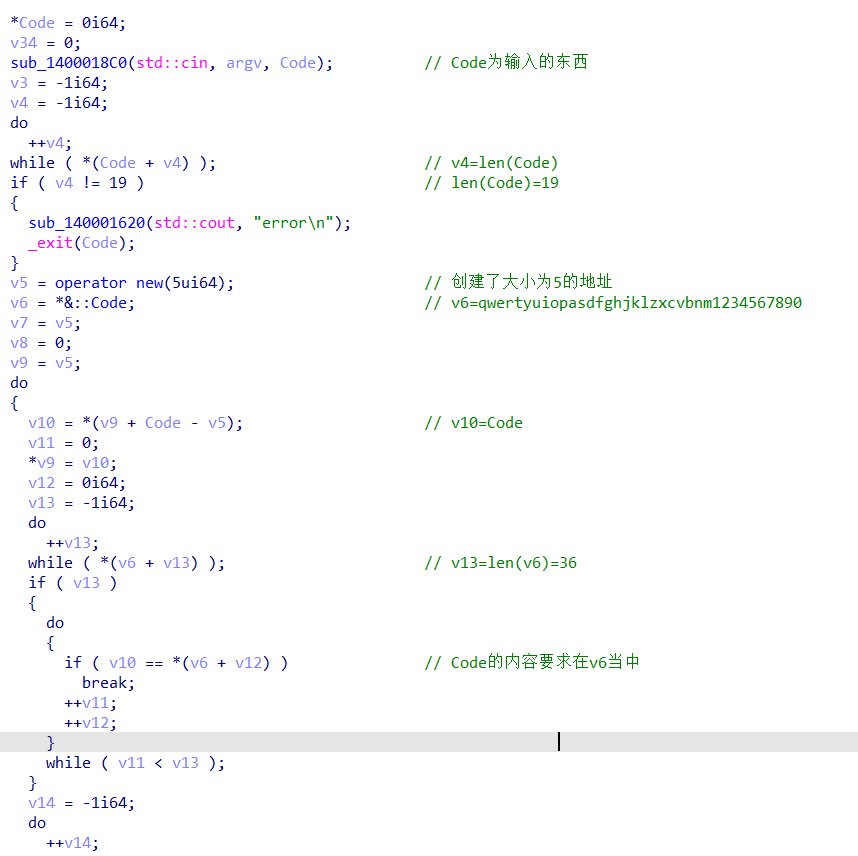 *Code = 0i64;
v34 = 0;
sub_1400018C0(std::cin, argv, Code); // Code为输入的东西
v3 = -1i64;
v4 = -1i64;
do
++v4;
while ( *(Code + v4) ); // v4=len(Code)
if ( v4 != 19 ) // len(Code)=19
{
sub_140001620(std::cout, "error\n");
_exit(Code);
}
v5 = operator new(5ui64); // 创建了大小为5的地址
v6 = *&::Code; // v6=qwertyuiopasdfghjklzxcvbnm1234567890
v7 = v5;
v8 = 0;
v9 = v5;
do
{
v10 = *(v9 + Code - v5); // v10=Code
v11 = 0;
*v9 = v10;
v12 = 0i64;
v13 = -1i64;
do
++v13;
while ( *(v6 + v13) ); // v13=len(v6)=36
if ( v13 )
{
do
{
if ( v10 == *(v6 + v12) ) // Code的内容要求在v6当中
break;
++v11;
++v12;
}
while ( v11 < v13 );
}
v14 = -1i64;
do
++v14;